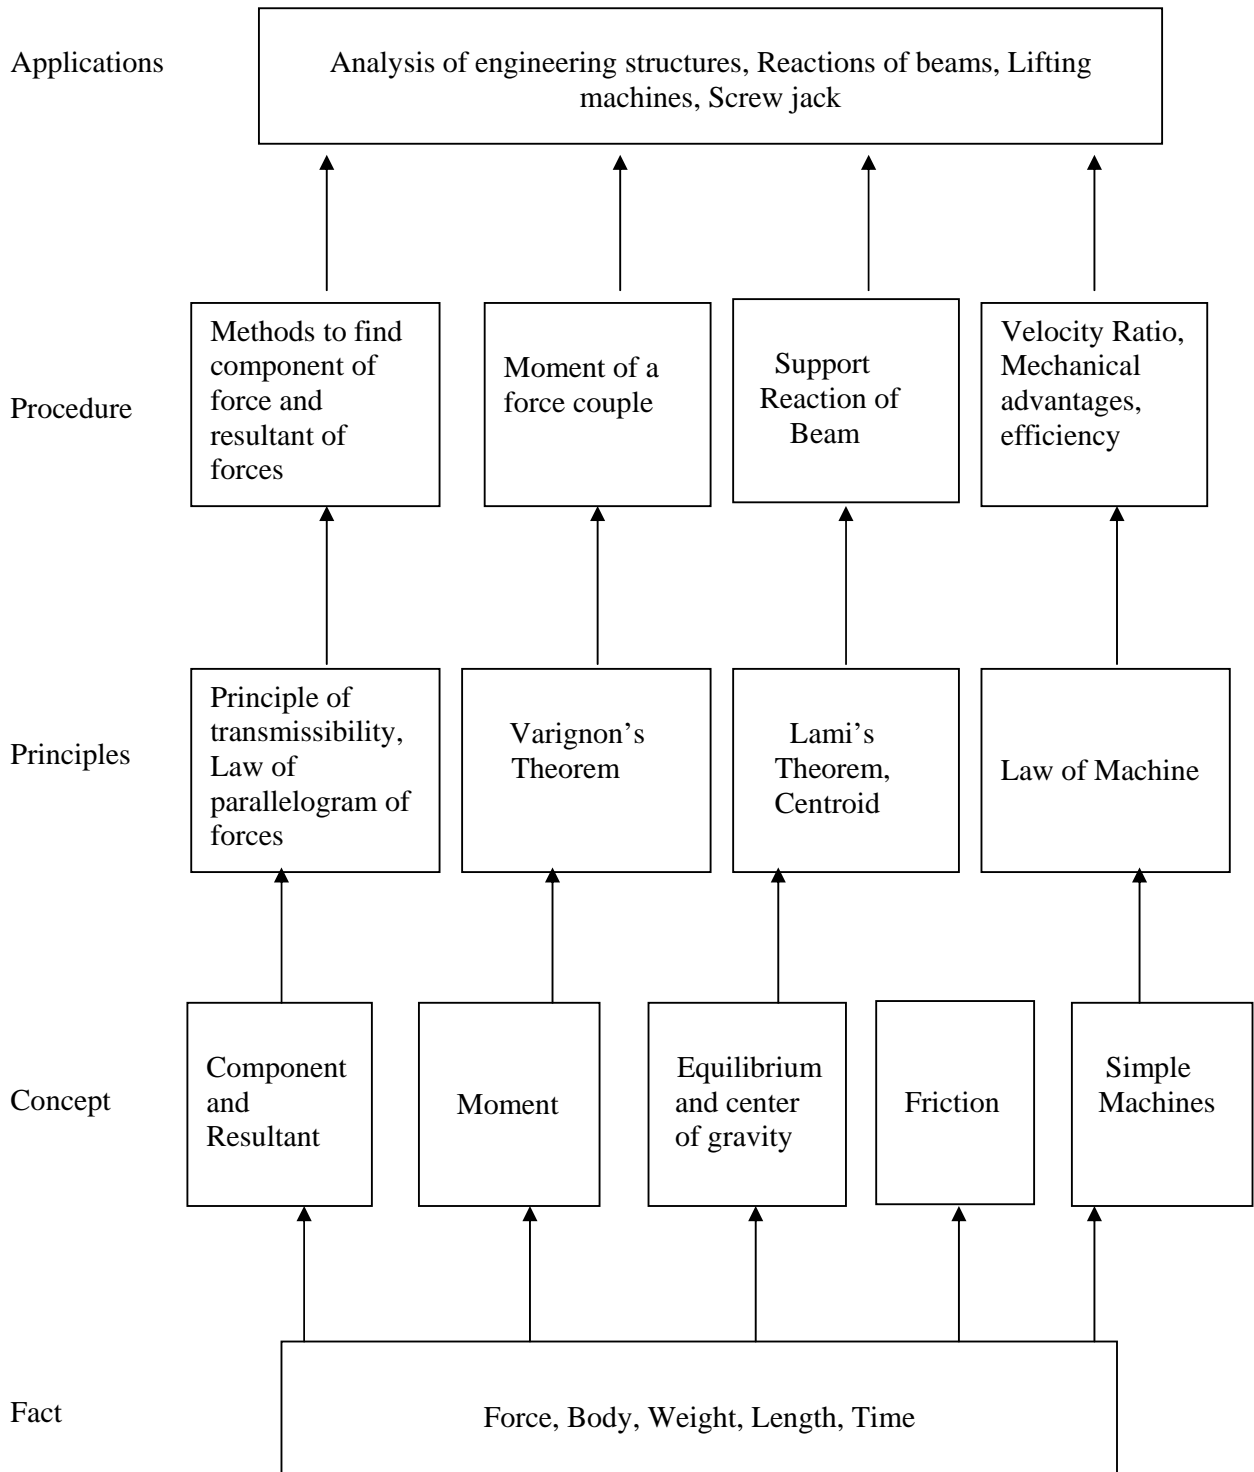 Applications
Analysis of engineering structures, Reactions of beams, Lifting
machines, Screw jack
Procedure
Methods to find
component of
force and
resultant of
forces
Moment of a
force couple
Support
Reaction of
Beam
Velocity Ratio,
Mechanical
advantages,
efficiency
Principles
Principle of
transmissibility,
Law of
parallelogram of
forces
Varignon’s
Theorem
Lami’s
Theorem,
Centroid
Law of Machine
Concept
Component
and
Resultant
Moment
Equilibrium
and center
of gravity
Friction
Simple
Machines
Fact
Force, Body, Weight, Length, Time